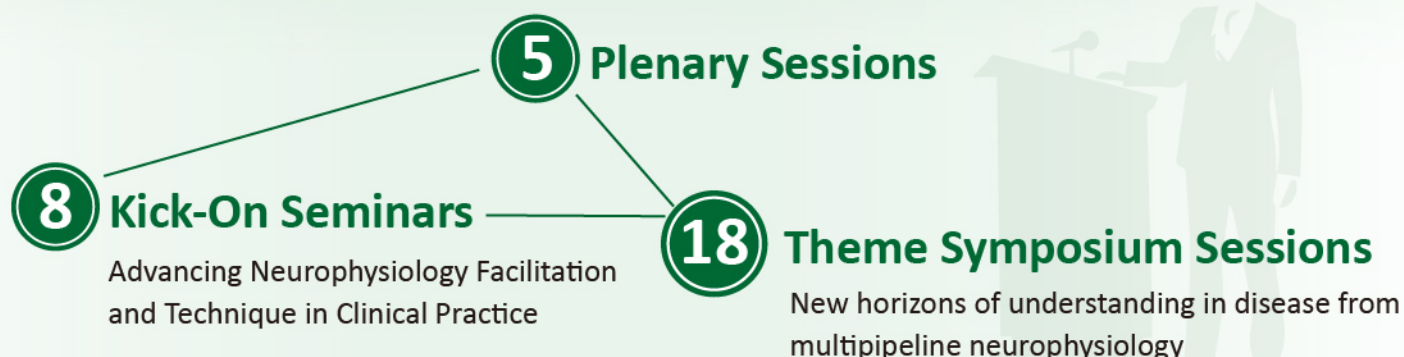 5 Plenary Sessions
8 Kick-On Seminars
Advancing Neurophysiology Facilitation
and Technique in Clinical Practice
18 Theme Symposium Sessions
New horizons of understanding in disease from
multipipeline neurophysiology